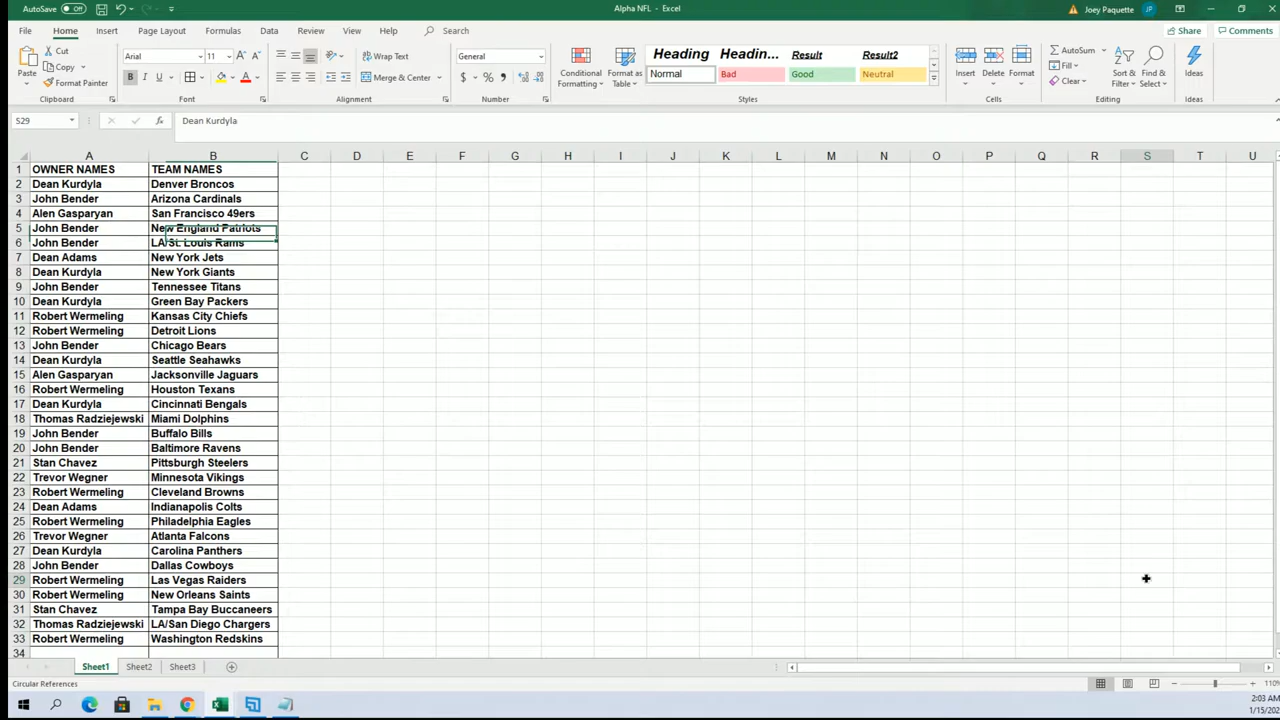 AutoSave Off Alpha NFL - Excel Joey Paquette JP
File Home Insert Page Layout Formulas Data Review View Help Search Share Comments
Paste Cut Copy Format Painter Clipboard
Arial 11 A A B I U A Font
Wrap Text Merge & Center Alignment
General $ % , Number
Conditional Formatting Format as Table
Heading Headin... Result Result2
Normal Bad Good Neutral
Styles
Insert Delete Format Cells
AutoSum Fill Clear Sort & Filter Find & Select Editing
Ideas Ideas
S29 fx Dean Kurdyla
A B C D E F G H I J K L M N O P Q R S T U
1 OWNER NAMES TEAM NAMES
2 Dean Kurdyla Denver Broncos
3 John Bender Arizona Cardinals
4 Alen Gasparyan San Francisco 49ers
5 John Bender New England Patriots
6 John Bender LA/St. Louis Rams
7 Dean Adams New York Jets
8 Dean Kurdyla New York Giants
9 John Bender Tennessee Titans
10 Dean Kurdyla Green Bay Packers
11 Robert Wermeling Kansas City Chiefs
12 Robert Wermeling Detroit Lions
13 John Bender Chicago Bears
14 Dean Kurdyla Seattle Seahawks
15 Alen Gasparyan Jacksonville Jaguars
16 Robert Wermeling Houston Texans
17 Dean Kurdyla Cincinnati Bengals
18 Thomas Radziejewski Miami Dolphins
19 John Bender Buffalo Bills
20 John Bender Baltimore Ravens
21 Stan Chavez Pittsburgh Steelers
22 Trevor Wegner Minnesota Vikings
23 Robert Wermeling Cleveland Browns
24 Dean Adams Indianapolis Colts
25 Robert Wermeling Philadelphia Eagles
26 Trevor Wegner Atlanta Falcons
27 Dean Kurdyla Carolina Panthers
28 John Bender Dallas Cowboys
29 Robert Wermeling Las Vegas Raiders
30 Robert Wermeling New Orleans Saints
31 Stan Chavez Tampa Bay Buccaneers
32 Thomas Radziejewski LA/San Diego Chargers
33 Robert Wermeling Washington Redskins
34
Sheet1 Sheet2 Sheet3
Circular References 110%
2:03 AM
1/15/202